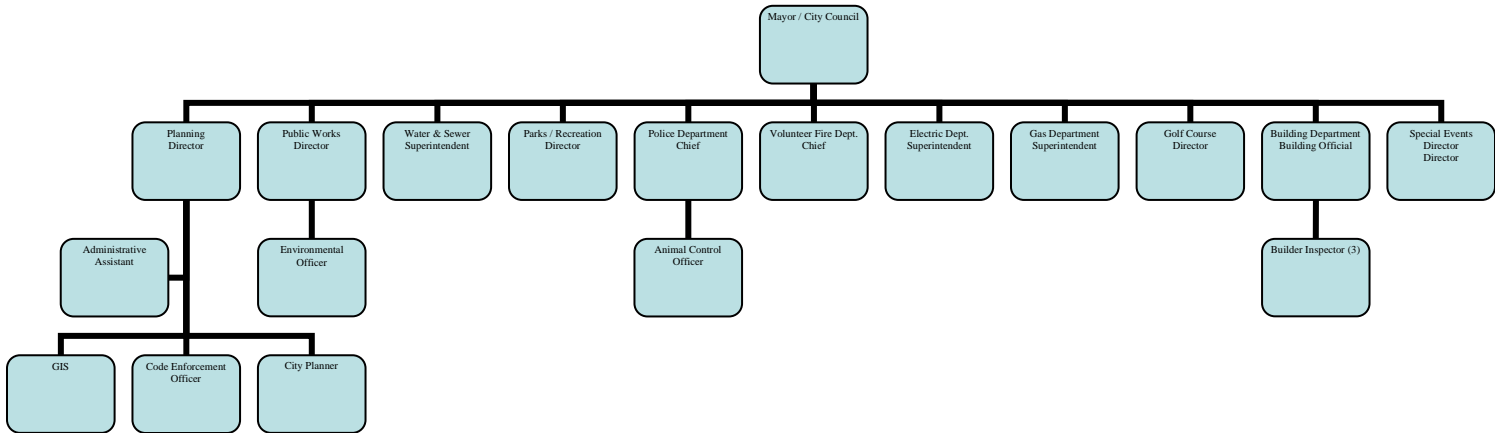 Mayor / City Council
Planning
Director
Public Works
Director
Water & Sewer
Superintendent
Parks / Recreation
Director
Police Department
Chief
Volunteer Fire Dept.
Chief
Electric Dept.
Superintendent
Gas Department
Superintendent
Golf Course
Director
Building Department
Building Official
Special Events
Director
Director
Administrative
Assistant
Environmental
Officer
Animal Control
Officer
Builder Inspector (3)
GIS
Code Enforcement
Officer
City Planner